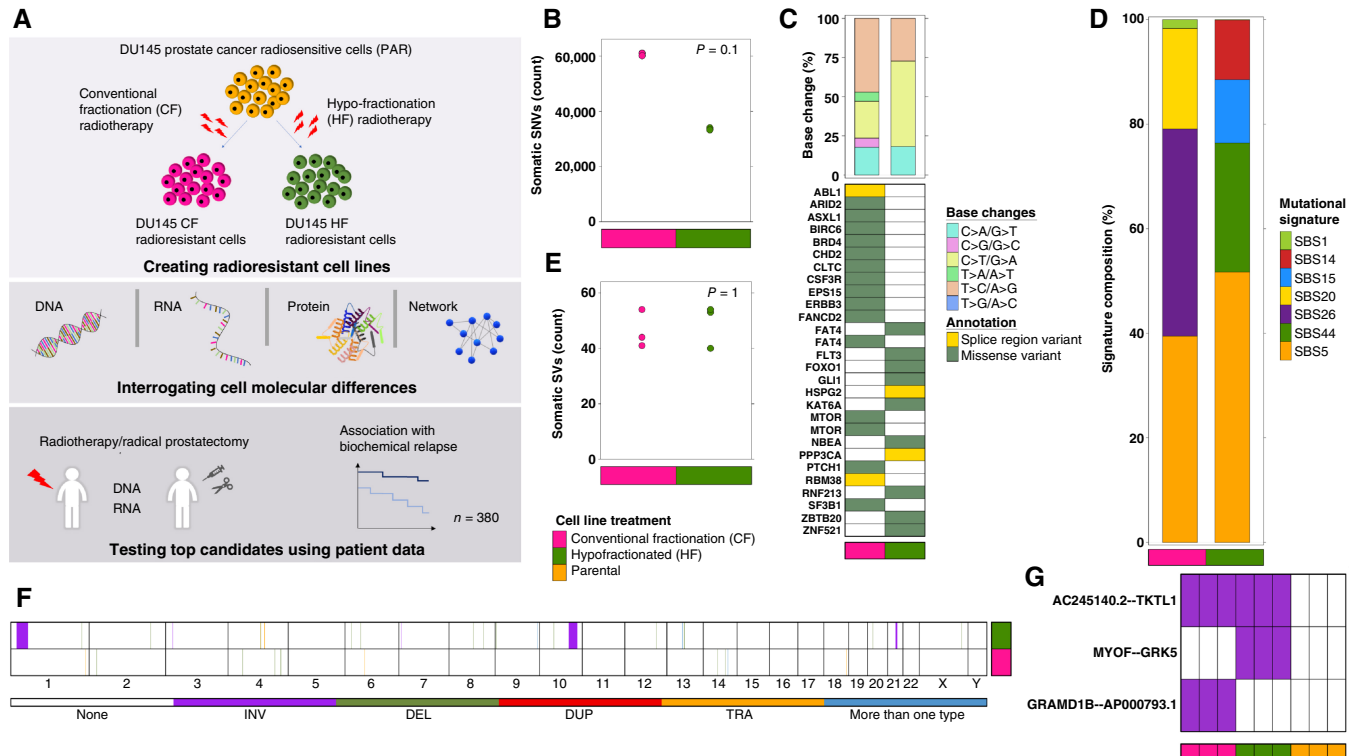 A
DU145 prostate cancer radiosensitive cells (PAR)
Conventional
fractionation (CF)
radiotherapy
Hypo-fractionation
(HF) radiotherapy
DU145 CF
radioresistant cells
DU145 HF
radioresistant cells
Creating radioresistant cell lines
DNA
RNA
Protein
Network
Interrogating cell molecular differences
Radiotherapy/radical prostatectomy
DNA
RNA
Association with
biochemical relapse
n = 380
Testing top candidates using patient data
B
Somatic SNVs (count)
60,000
40,000
20,000
0
P = 0.1
E
Somatic SVs (count)
60
40
20
0
P = 1
Cell line treatment
Conventional fractionation (CF)
Hypofractionated (HF)
Parental
C
Base change (%)
100
75
50
25
0
ABL1
ARID2
ASXL1
BIRC6
BRD4
CHD2
CLTC
CSF3R
EPS15
ERBB3
FANCD2
FAT4
FAT4
FLT3
FOXO1
GLI1
HSPG2
KAT6A
MTOR
MTOR
NBEA
PPP3CA
PTCH1
RBM38
RNF213
SF3B1
ZBTB20
ZNF521
Base changes
C>A/G>T
C>G/G>C
C>T/G>A
T>A/A>T
T>C/A>G
T>G/A>C
Annotation
Splice region variant
Missense variant
D
Signature composition (%)
100
80
60
40
20
0
Mutational
signature
SBS1
SBS14
SBS15
SBS20
SBS26
SBS44
SBS5
F
1 2 3 4 5 6 7 8 9 10 11 12 13 14 15 16 17 18 19 20 21 22 X Y
None INV DEL DUP TRA More than one type
G
AC245140.2--TKTL1
MYOF--GRK5
GRAMD1B--AP000793.1